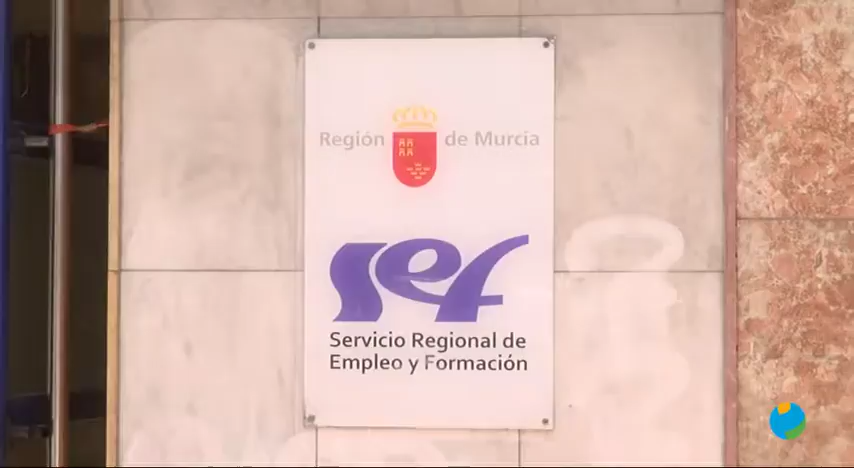 Región de Murcia
sef
Servicio Regional de
Empleo y Formación